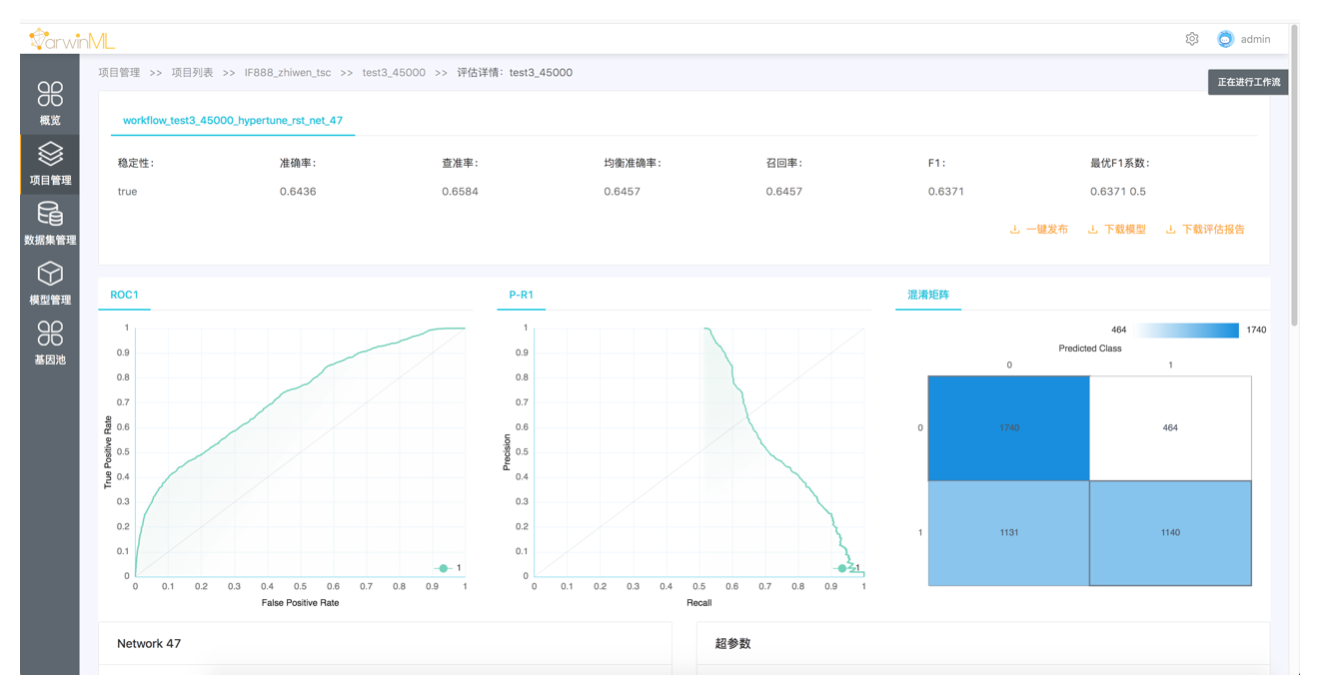 DarwinML
admin
项目管理 >> 项目列表 >> IF888_zhiwen_tsc >> test3_45000 >> 评估详情: test3_45000
正在进行工作流
概览
项目管理
数据集管理
模型管理
基因池
workflow_test3_45000_hypertune_rst_net_47
稳定性: 准确率: 查准率: 均衡准确率: 召回率: F1: 最优F1系数:
true 0.6436 0.6584 0.6457 0.6457 0.6371 0.6371 0.5
一键发布 下载模型 下载评估报告
ROC1
1
0.9
0.8
0.7
0.6
0.5
0.4
0.3
0.2
0.1
0
True Positive Rate
1
0 0.1 0.2 0.3 0.4 0.5 0.6 0.7 0.8 0.9 1
False Positive Rate
P-R1
1
0.9
0.8
0.7
0.6
0.5
0.4
0.3
0.2
0.1
0
Precision
1
0 0.1 0.2 0.3 0.4 0.5 0.6 0.7 0.8 0.9 1
Recall
混淆矩阵
464 1740
Predicted Class
0 1
0 1740 464
1 1131 1140
Network 47
超参数